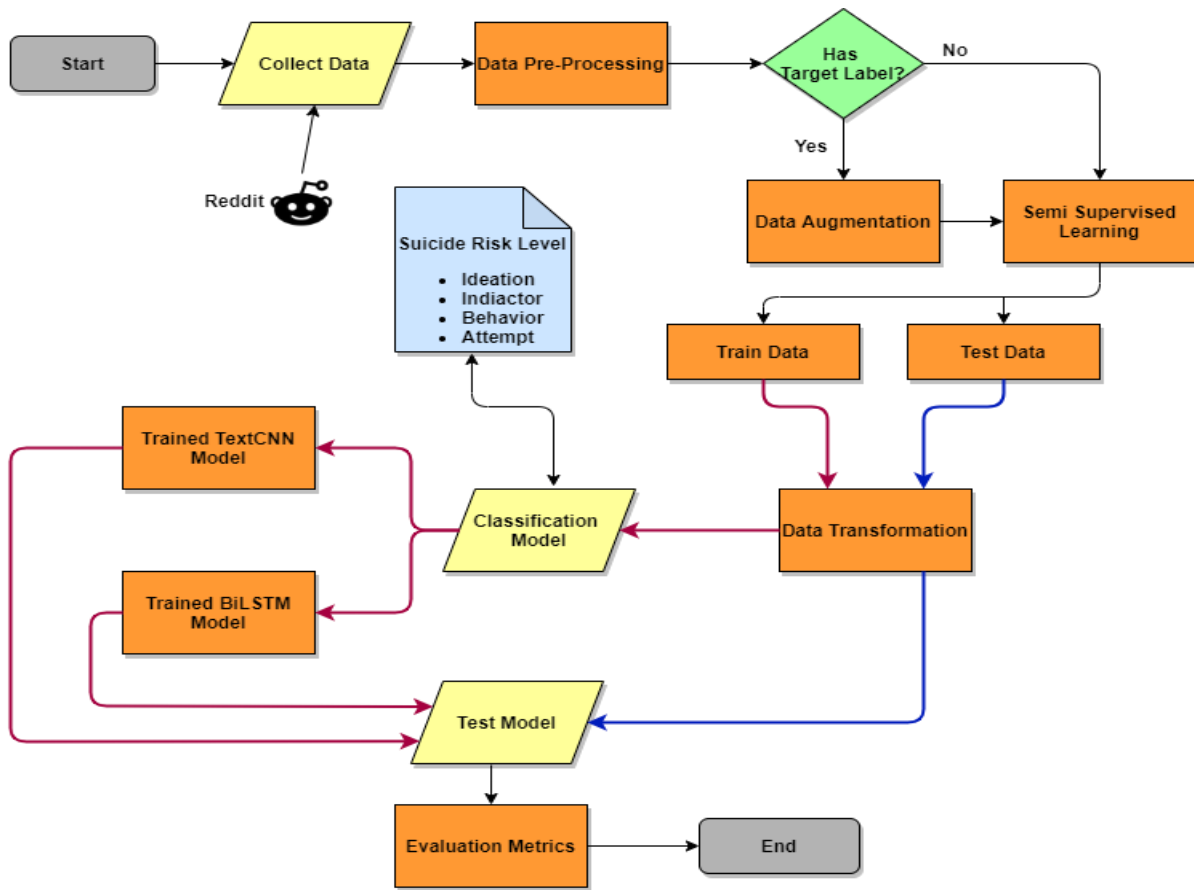 Start
Collect Data
Data Pre-Processing
Has
Target Label?
No
Yes
Reddit
Data Augmentation
Semi Supervised
Learning
Suicide Risk Level
• Ideation
• Indiactor
• Behavior
• Attempt
Train Data
Test Data
Trained TextCNN
Model
Classification
Model
Data Transformation
Trained BiLSTM
Model
Test Model
Evaluation Metrics
End